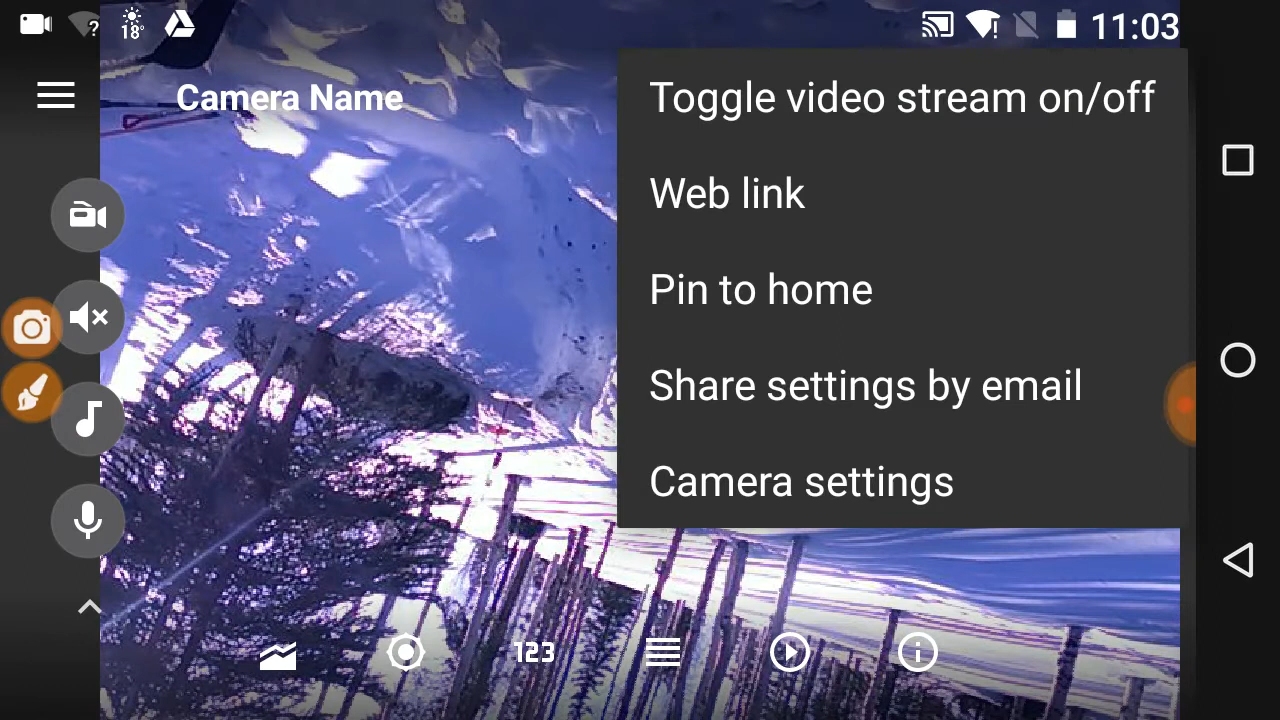 18°
11:03
Camera Name
Toggle video stream on/off
Web link
Pin to home
Share settings by email
Camera settings
123